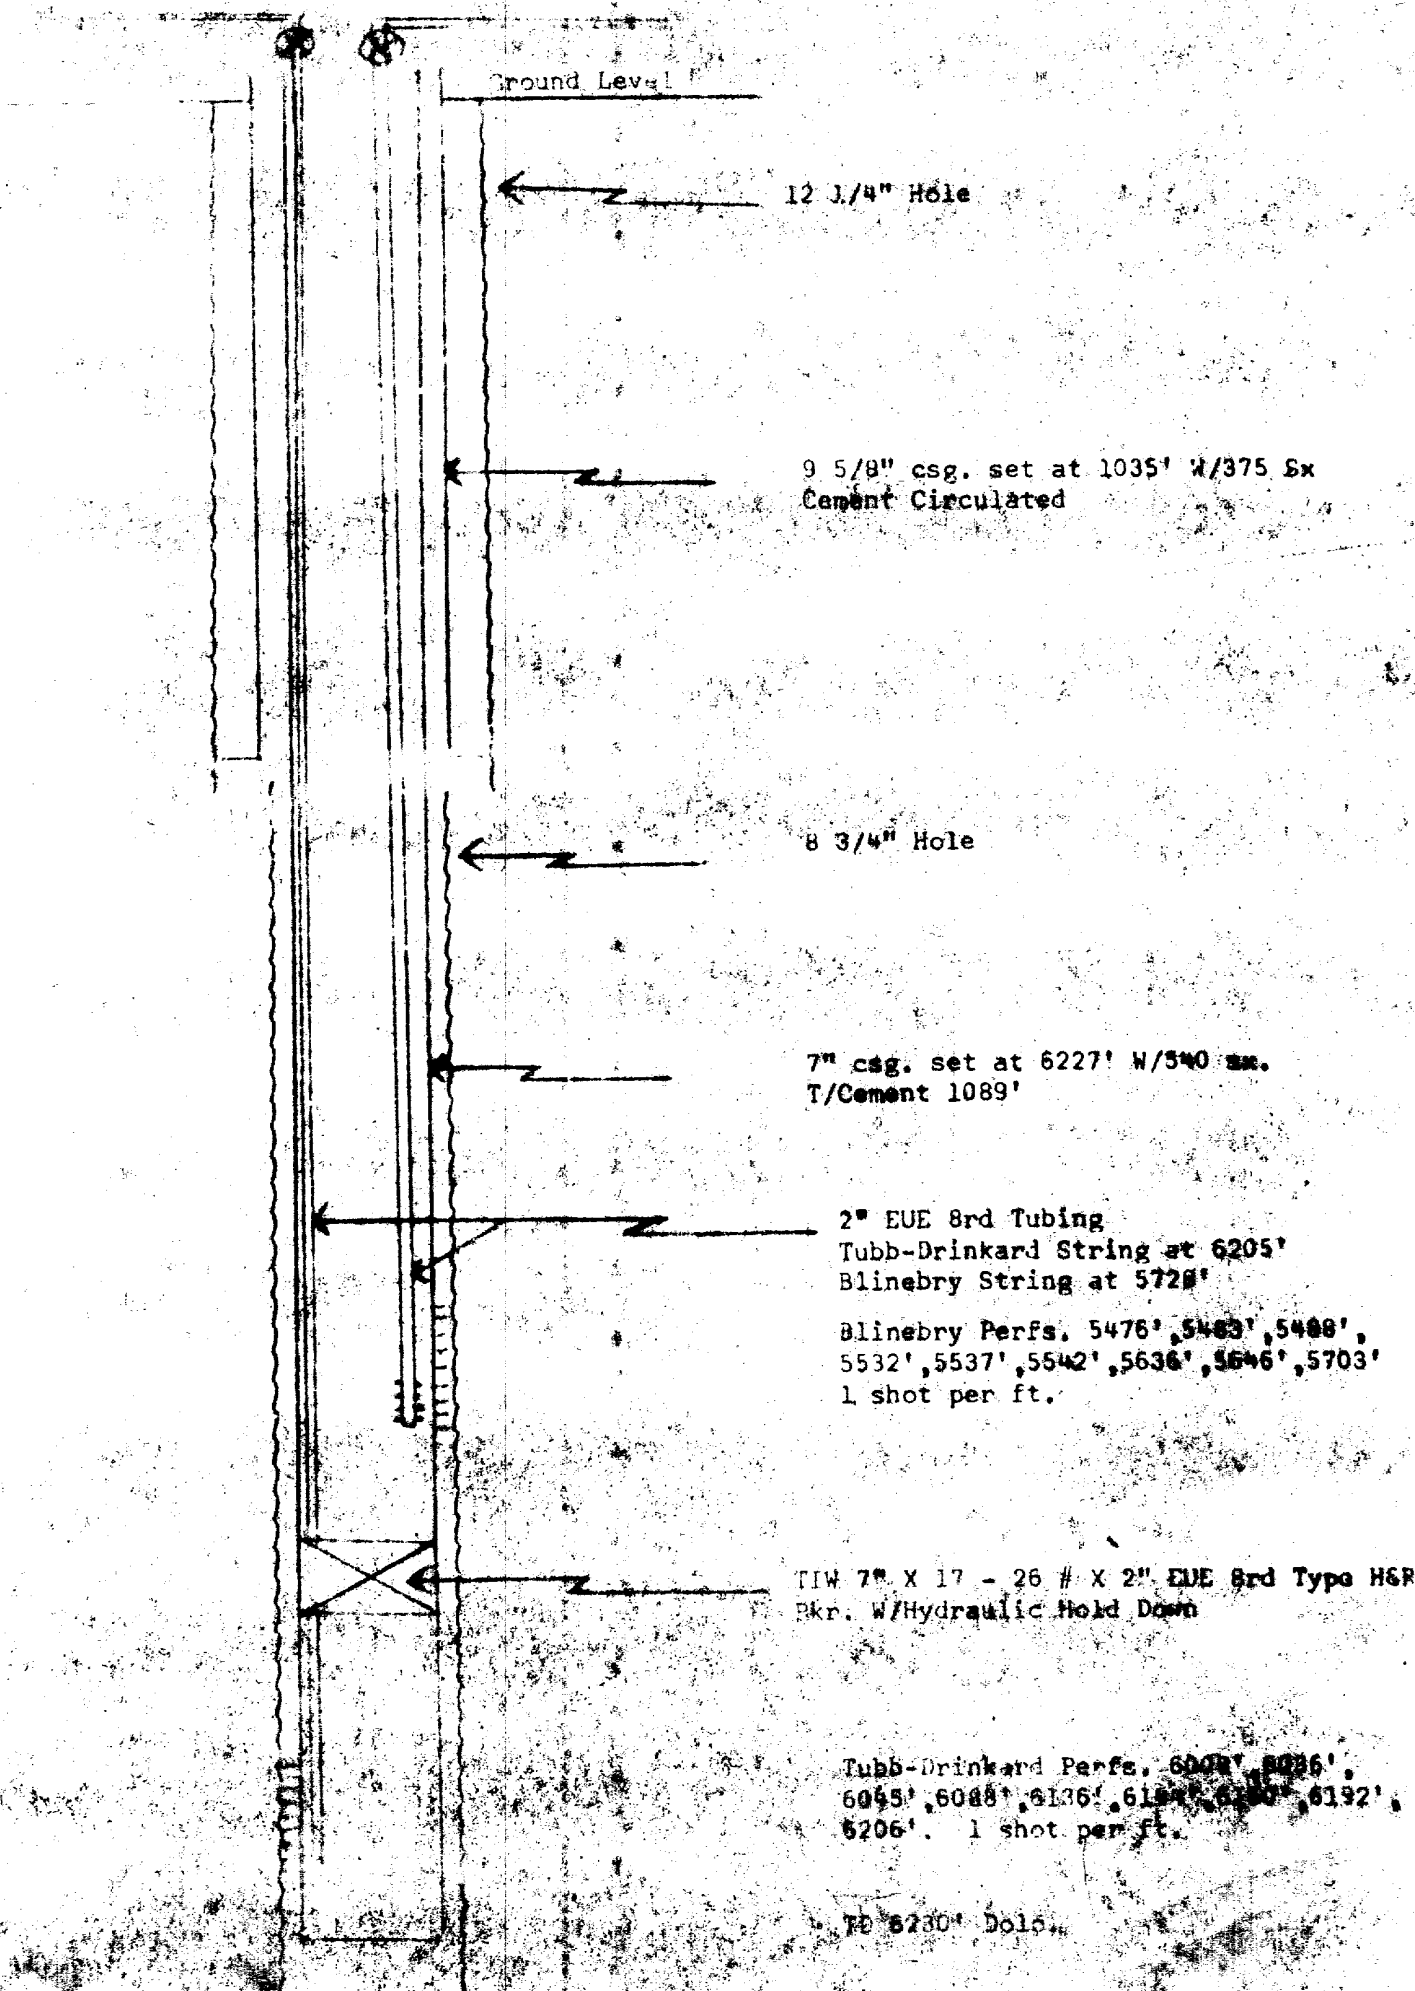 Ground Level
12 1/4" Hole
9 5/8" csg. set at 1035' W/375 Sx
Cement Circulated
8 3/4" Hole
7" csg. set at 6227' W/540 sx.
T/Cement 1089'
2" EUE 8rd Tubing
Tubb-Drinkard String at 6205'
Blinebry String at
Blinebry Perfs. 5476',5483',5488',
5532',5537',5542',5636',5646',5703'
1 shot per ft.
TIW 7" X 17 - 26 # X 2" EUE 8rd Type H&R
Pkr. W/Hydraulic Hold Down
Tubb-Drinkard Perfs.
6088',6136', 6192',
6206'. 1 shot per ft.
TD 6230' Dolo.